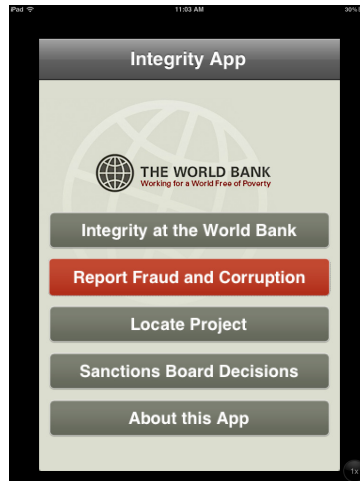 iPad 11:03 AM 30%
Integrity App
THE WORLD BANK
Working for a World Free of Poverty
Integrity at the World Bank
Report Fraud and Corruption
Locate Project
Sanctions Board Decisions
About this App
1x